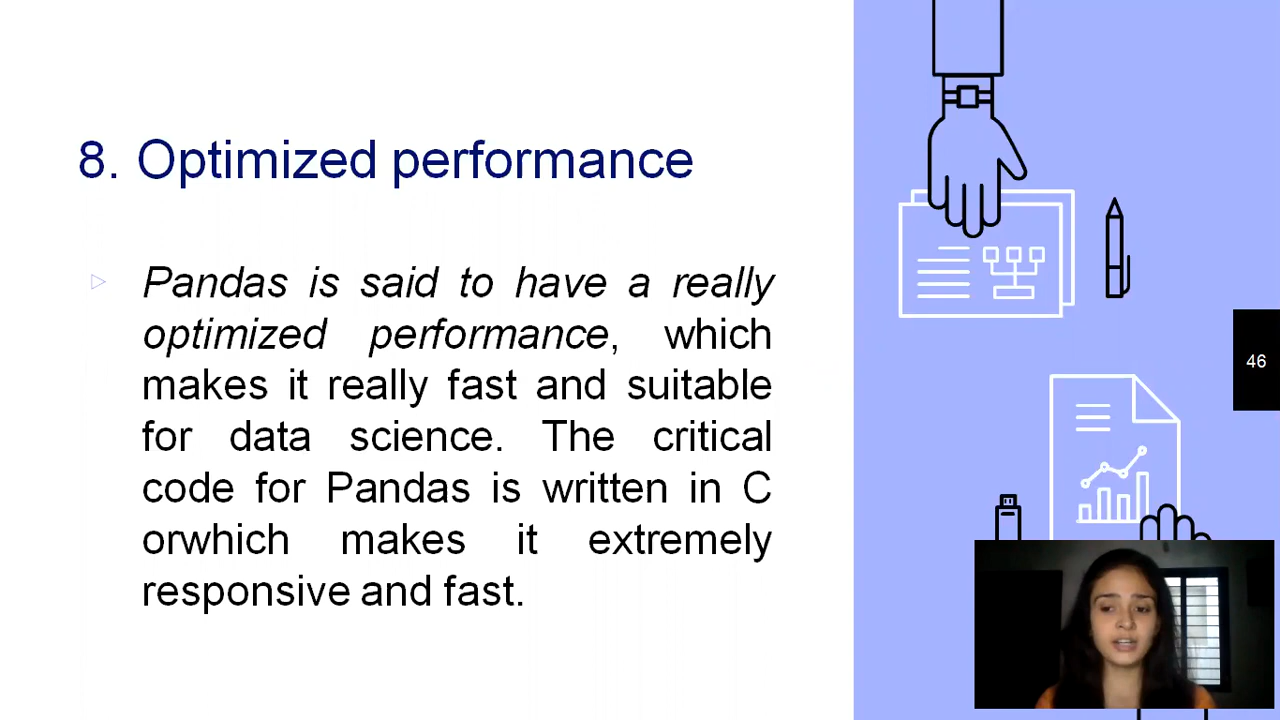 8. Optimized performance
Pandas is said to have a really
optimized performance, which
makes it really fast and suitable
for data science. The critical
code for Pandas is written in C
orwhich makes it extremely
responsive and fast.
46